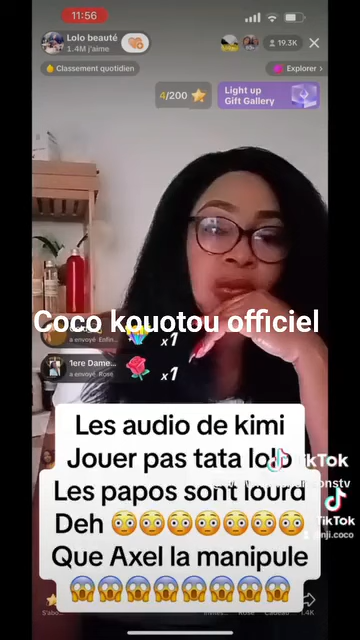 11:56
Lolo beauté
1.4M j'aime
19.3K
Classement quotidien
Explorer >
4/200
Light up
Gift Gallery
Coco kouotou officiel
a envoyé Enfin...
x1
1ere Dame...
a envoyé Rose
x1
Les audio de kimi
Jouer pas tata lolo
Les papos sont lourd
Deh 😳😳😳😳😳😳😳😳
Que Axel la manipule
😱😱😱😱😱😱😱😱
TikTok
TikTok